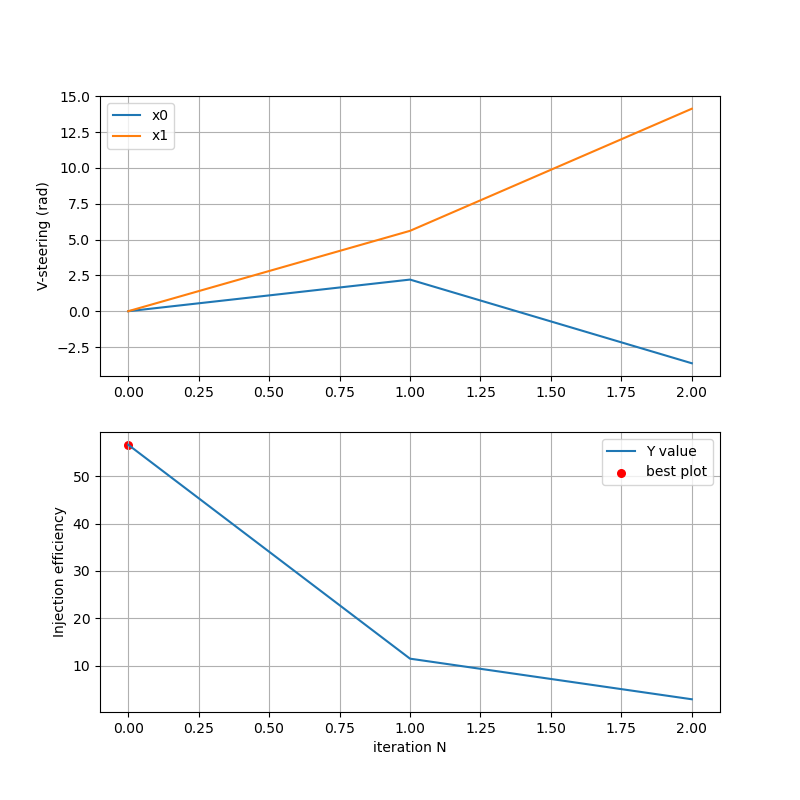 x0
x1
V-steering (rad)
15.0
12.5
10.0
7.5
5.0
2.5
0.0
−2.5
0.00 0.25 0.50 0.75 1.00 1.25 1.50 1.75 2.00
Y value
best plot
Injection efficiency
50
40
30
20
10
0.00 0.25 0.50 0.75 1.00 1.25 1.50 1.75 2.00
iteration N